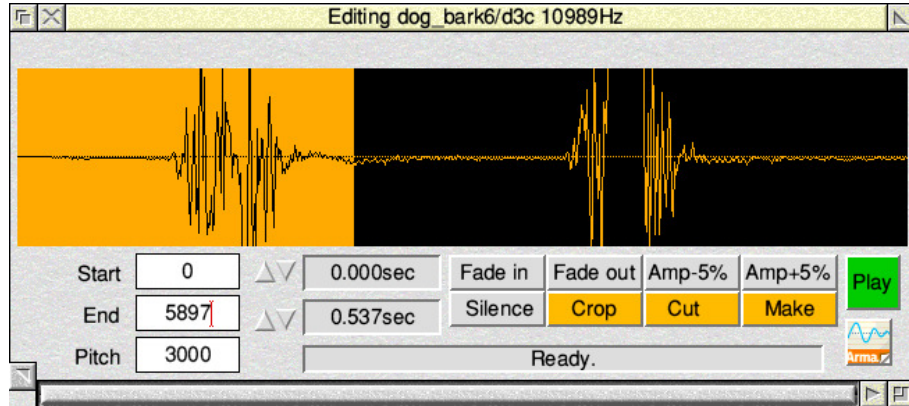 Editing dog_bark6/d3c 10989Hz
Start 0 0.000sec Fade in Fade out Amp-5% Amp+5% Play
End 5897 0.537sec Silence Crop Cut Make
Pitch 3000 Ready. Arma.